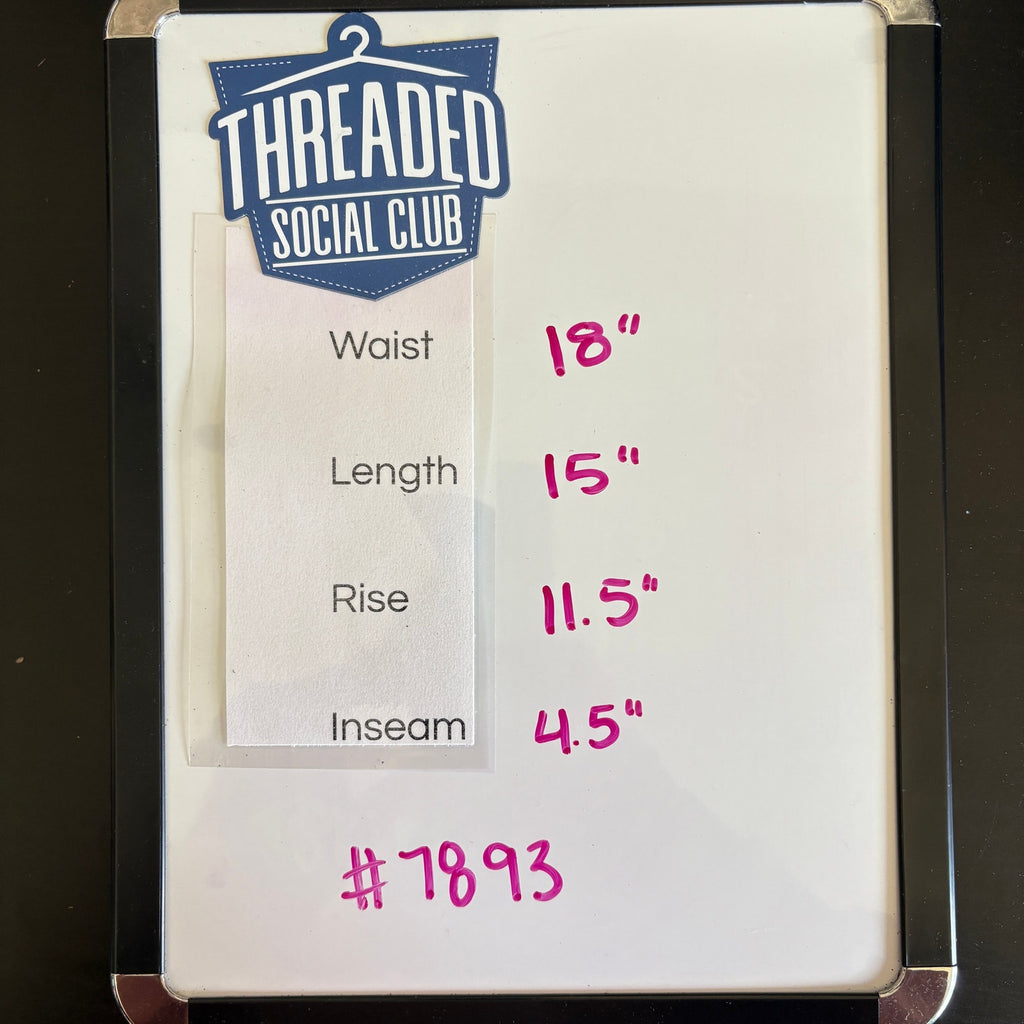 THREADED
SOCIAL CLUB
Waist 18"
Length 15"
Rise 11.5"
Inseam 4.5"
#7893